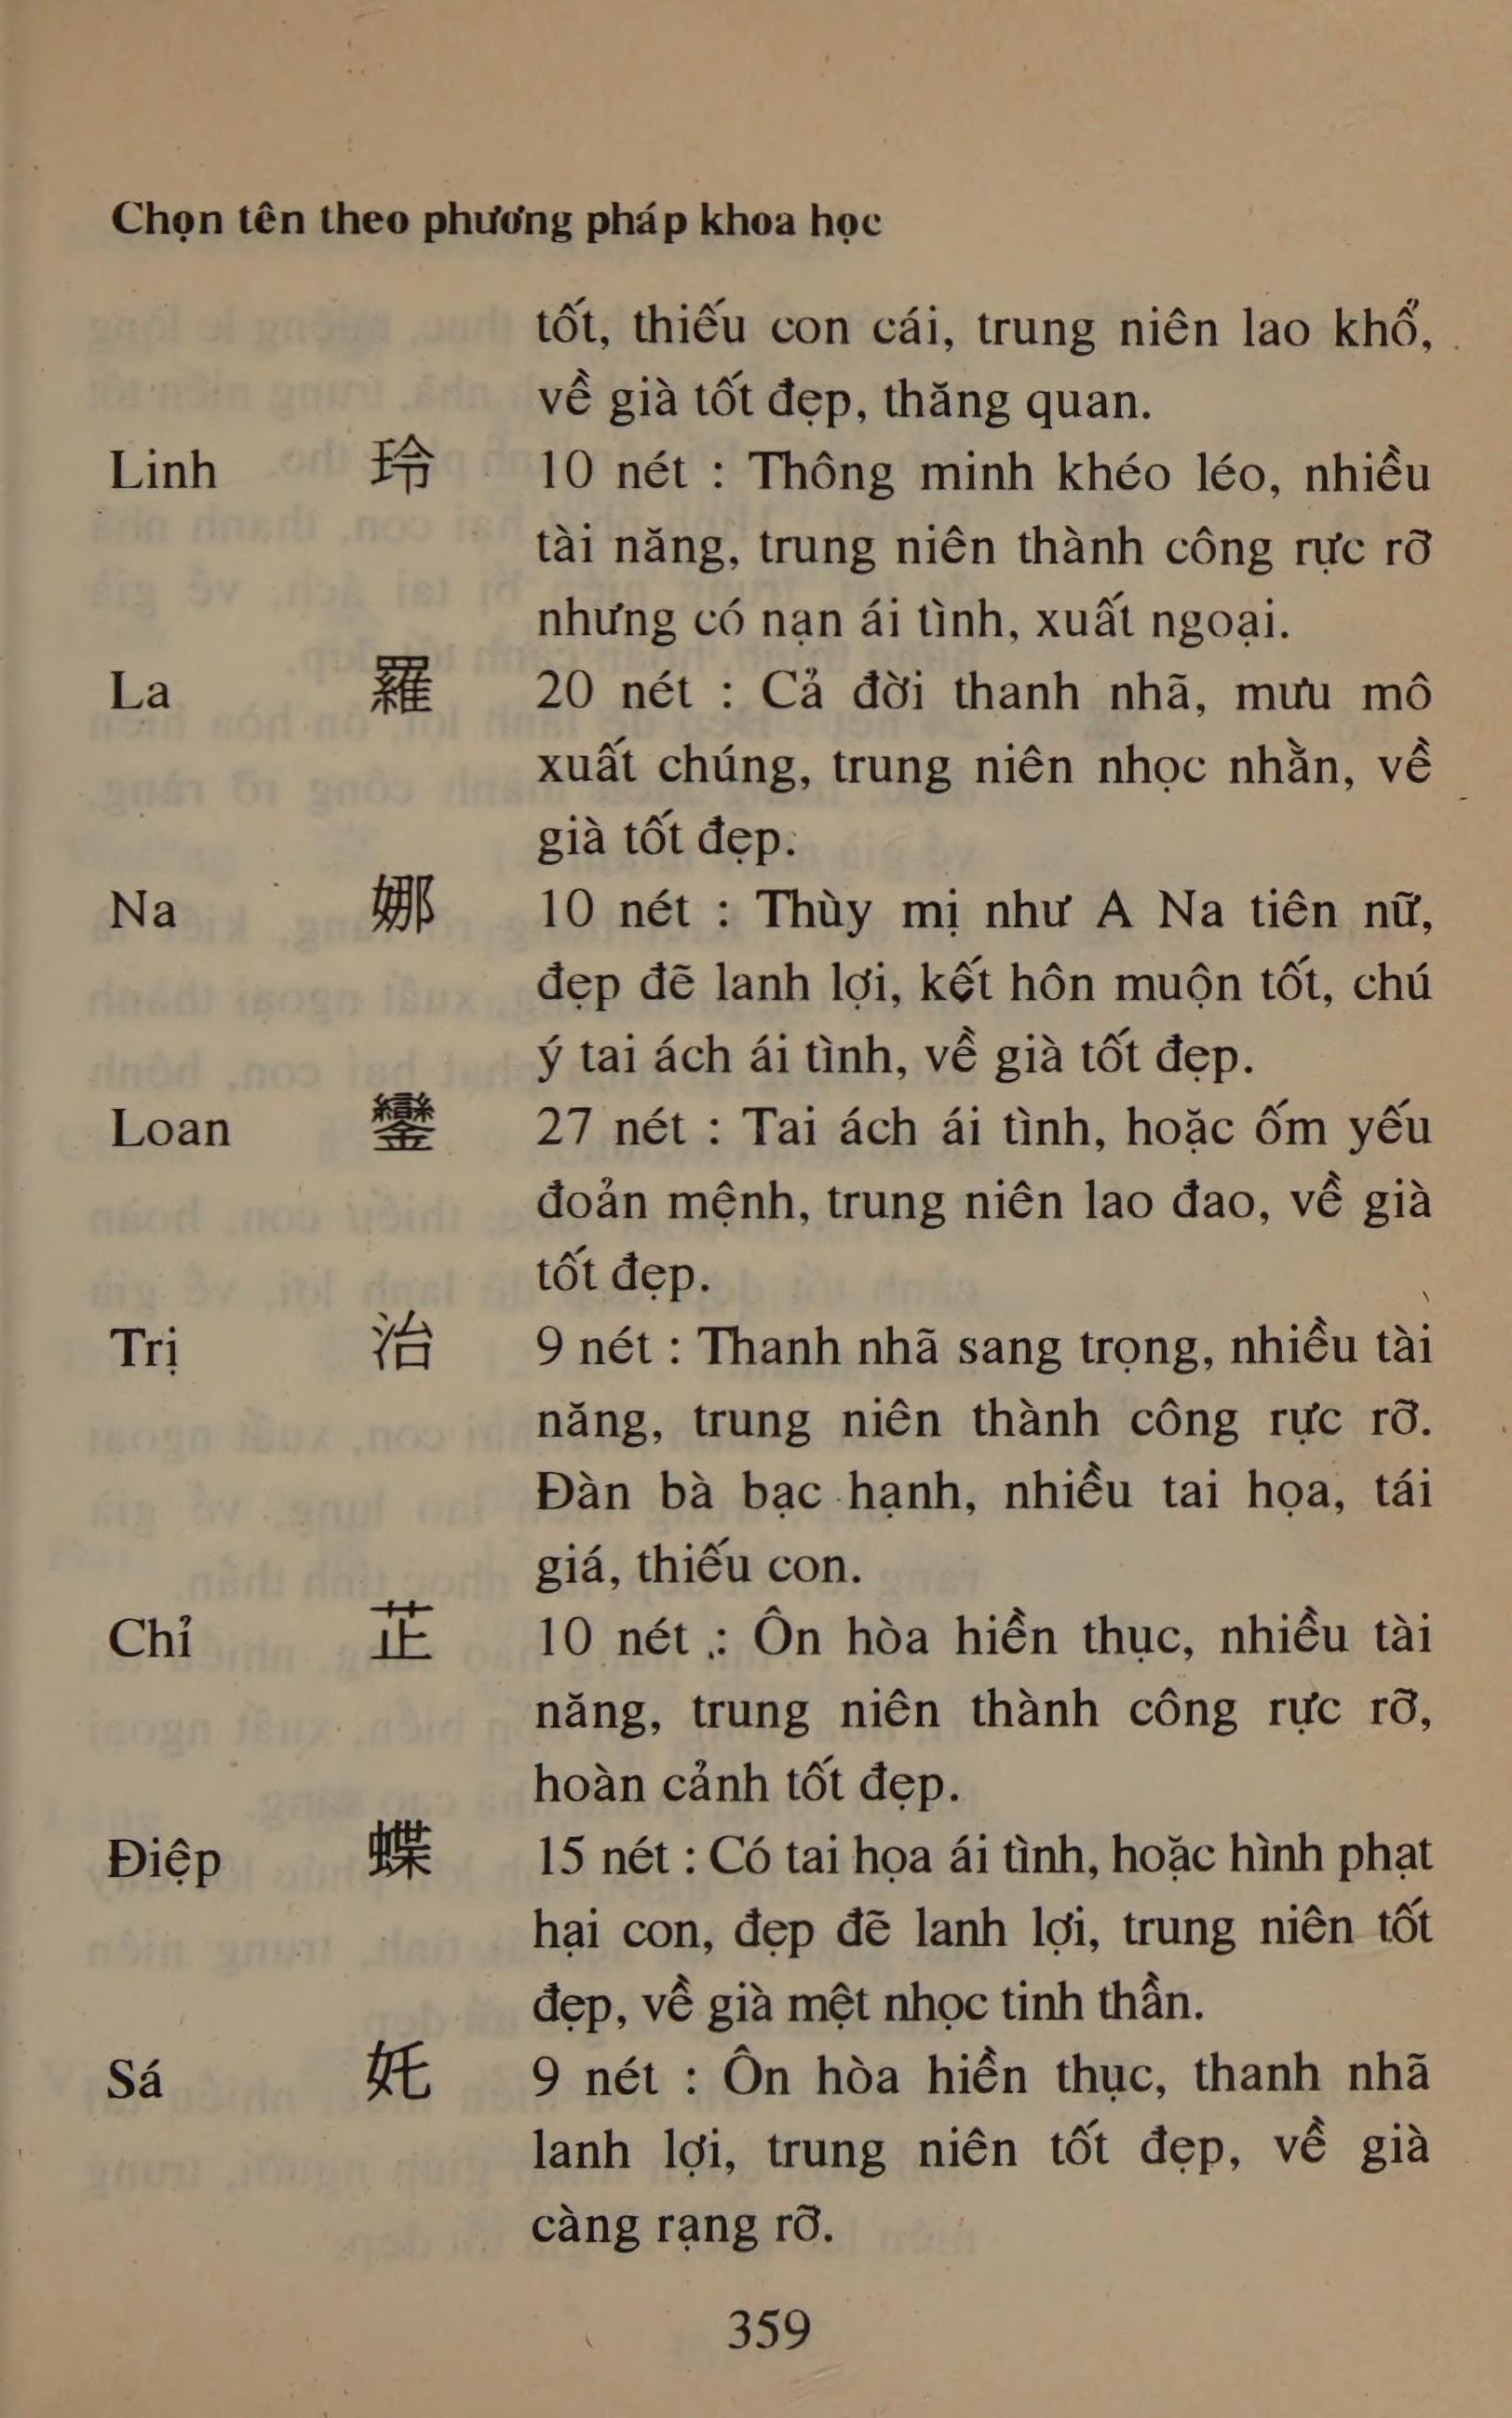 Chọn tên theo phương pháp khoa học
tốt, thiếu con cái, trung niên lao khổ,
về già tốt đẹp, thăng quan.
Linh 玲 10 nét : Thông minh khéo léo, nhiều
tài năng, trung niên thành công rực rỡ
nhưng có nạn ái tình, xuất ngoại.
La 羅 20 nét : Cả đời thanh nhã, mưu mô
xuất chúng, trung niên nhọc nhằn, về
già tốt đẹp.
Na 娜 10 nét : Thùy mị như A Na tiên nữ,
đẹp đẽ lanh lợi, kết hôn muộn tốt, chú
ý tai ách ái tình, về già tốt đẹp.
Loan 鑾 27 nét : Tai ách ái tình, hoặc ốm yếu
đoản mệnh, trung niên lao đao, về già
tốt đẹp.
Trị 治 9 nét : Thanh nhã sang trọng, nhiều tài
năng, trung niên thành công rực rỡ.
Đàn bà bạc hạnh, nhiều tai họa, tái
giá, thiếu con.
Chỉ 芷 10 nét : Ôn hòa hiền thục, nhiều tài
năng, trung niên thành công rực rỡ,
hoàn cảnh tốt đẹp.
Điệp 蝶 15 nét : Có tai họa ái tình, hoặc hình phạt
hại con, đẹp đẽ lanh lợi, trung niên tốt
đẹp, về già mệt nhọc tinh thần.
Sá 奼 9 nét : Ôn hòa hiền thục, thanh nhã
lanh lợi, trung niên tốt đẹp, về già
càng rạng rỡ.
359